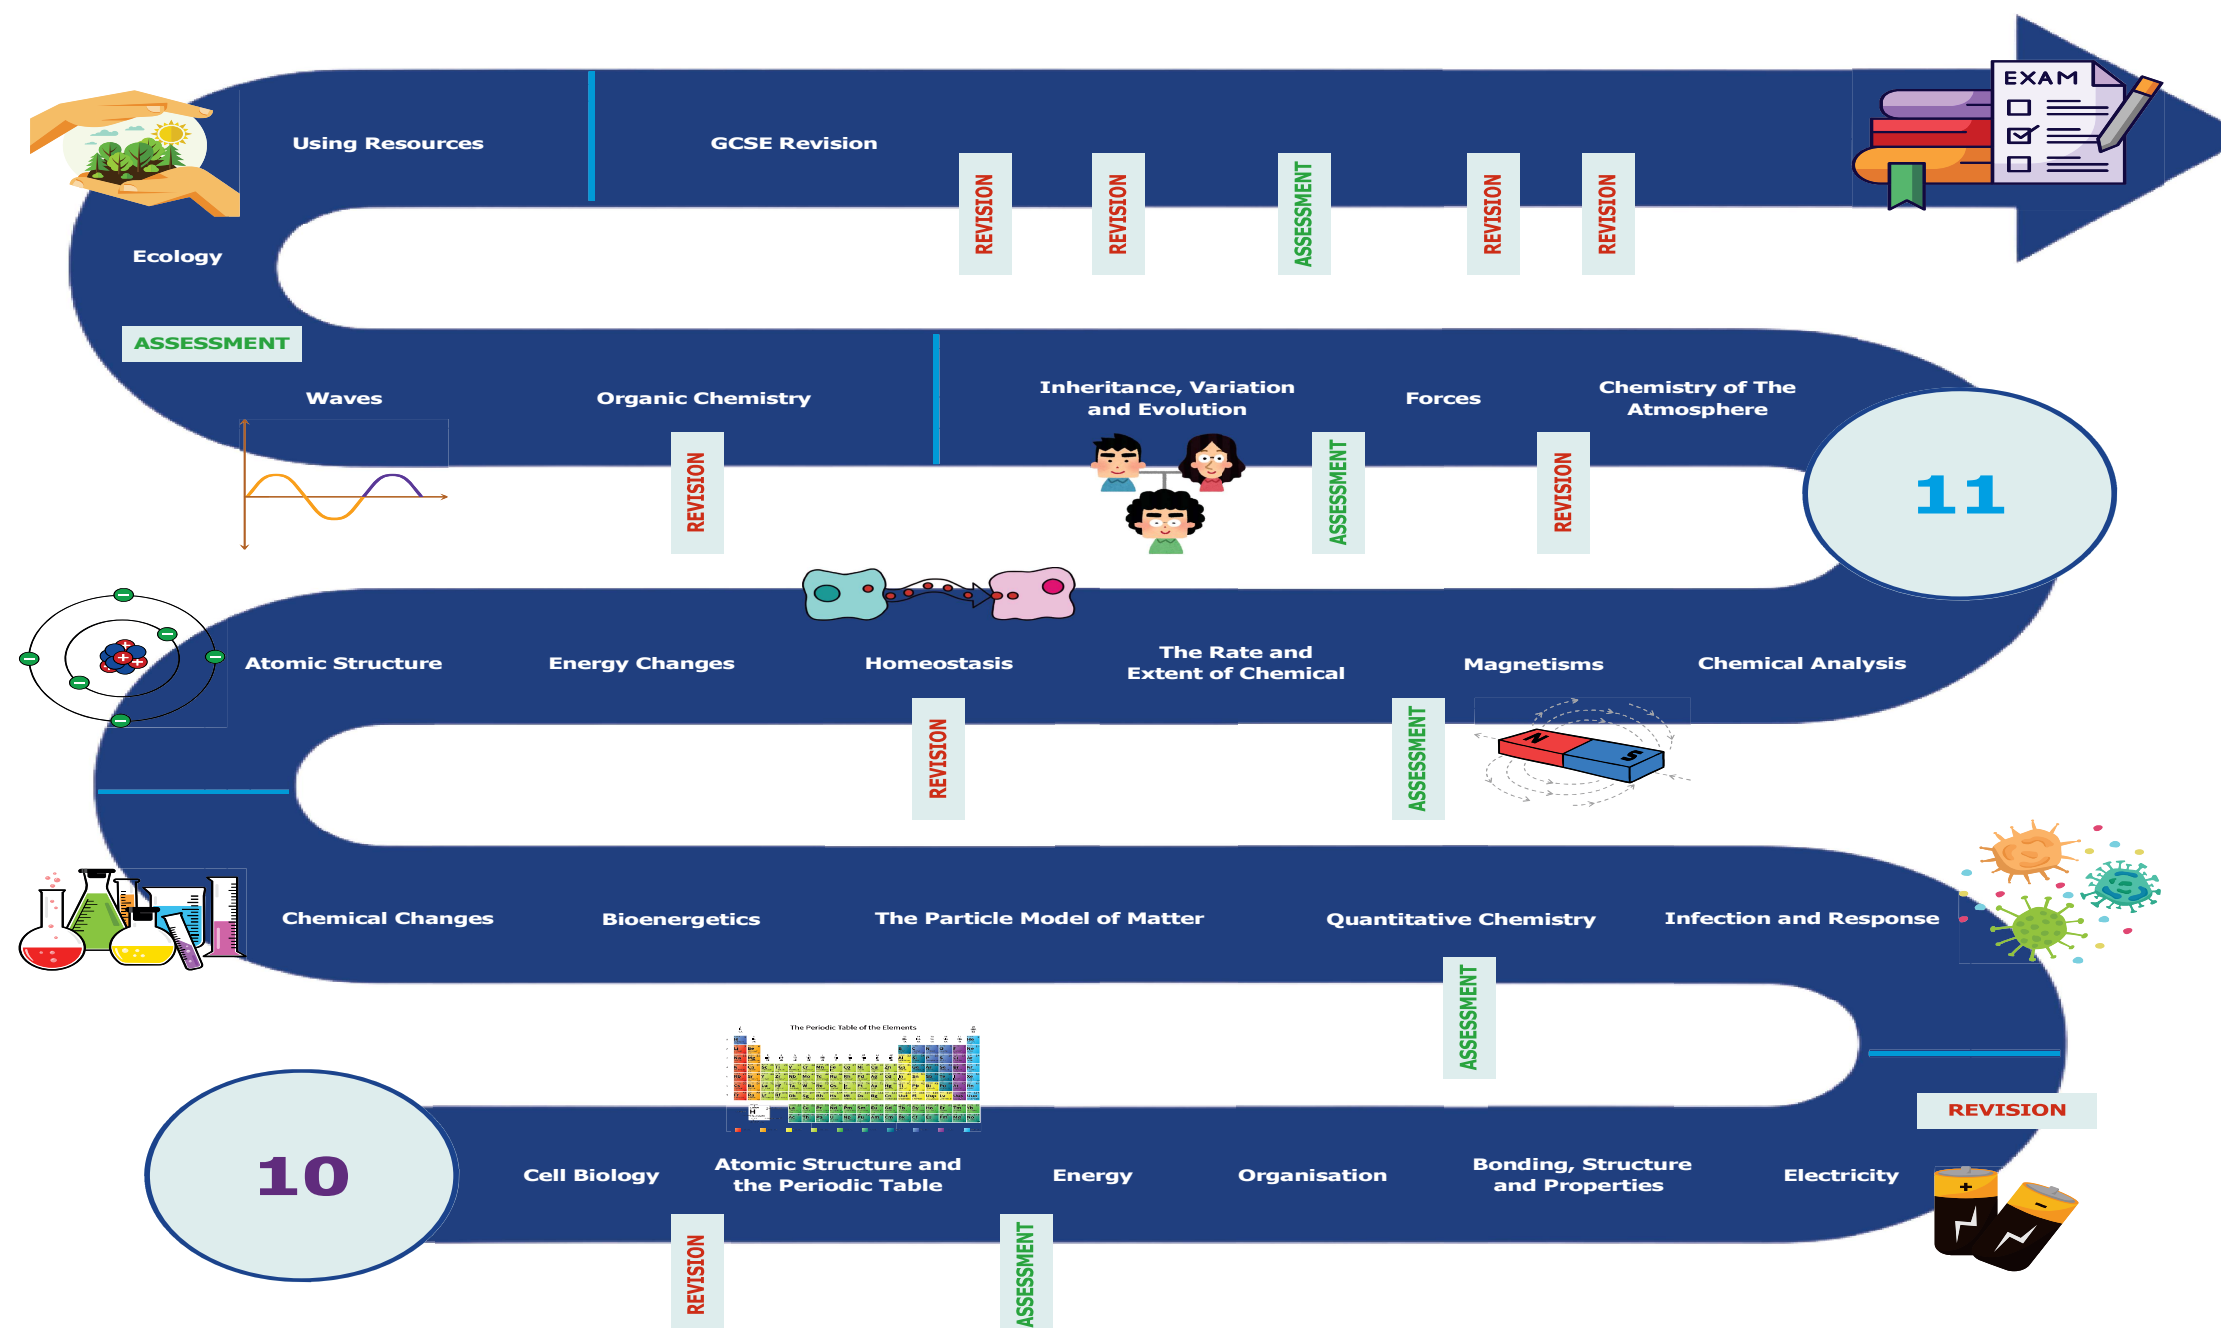 EXAM
Using Resources
GCSE Revision
REVISION
REVISION
ASSESSMENT
REVISION
REVISION
Ecology
ASSESSMENT
Waves
Organic Chemistry
Inheritance, Variation
and Evolution
Forces
Chemistry of The
Atmosphere
REVISION
ASSESSMENT
REVISION
11
Atomic Structure
Energy Changes
Homeostasis
The Rate and
Extent of Chemical
Magnetisms
Chemical Analysis
REVISION
ASSESSMENT
N
S
Chemical Changes
Bioenergetics
The Particle Model of Matter
Quantitative Chemistry
Infection and Response
ASSESSMENT
The Periodic Table of the Elements
REVISION
10
Cell Biology
Atomic Structure and
the Periodic Table
Energy
Organisation
Bonding, Structure
and Properties
Electricity
REVISION
ASSESSMENT